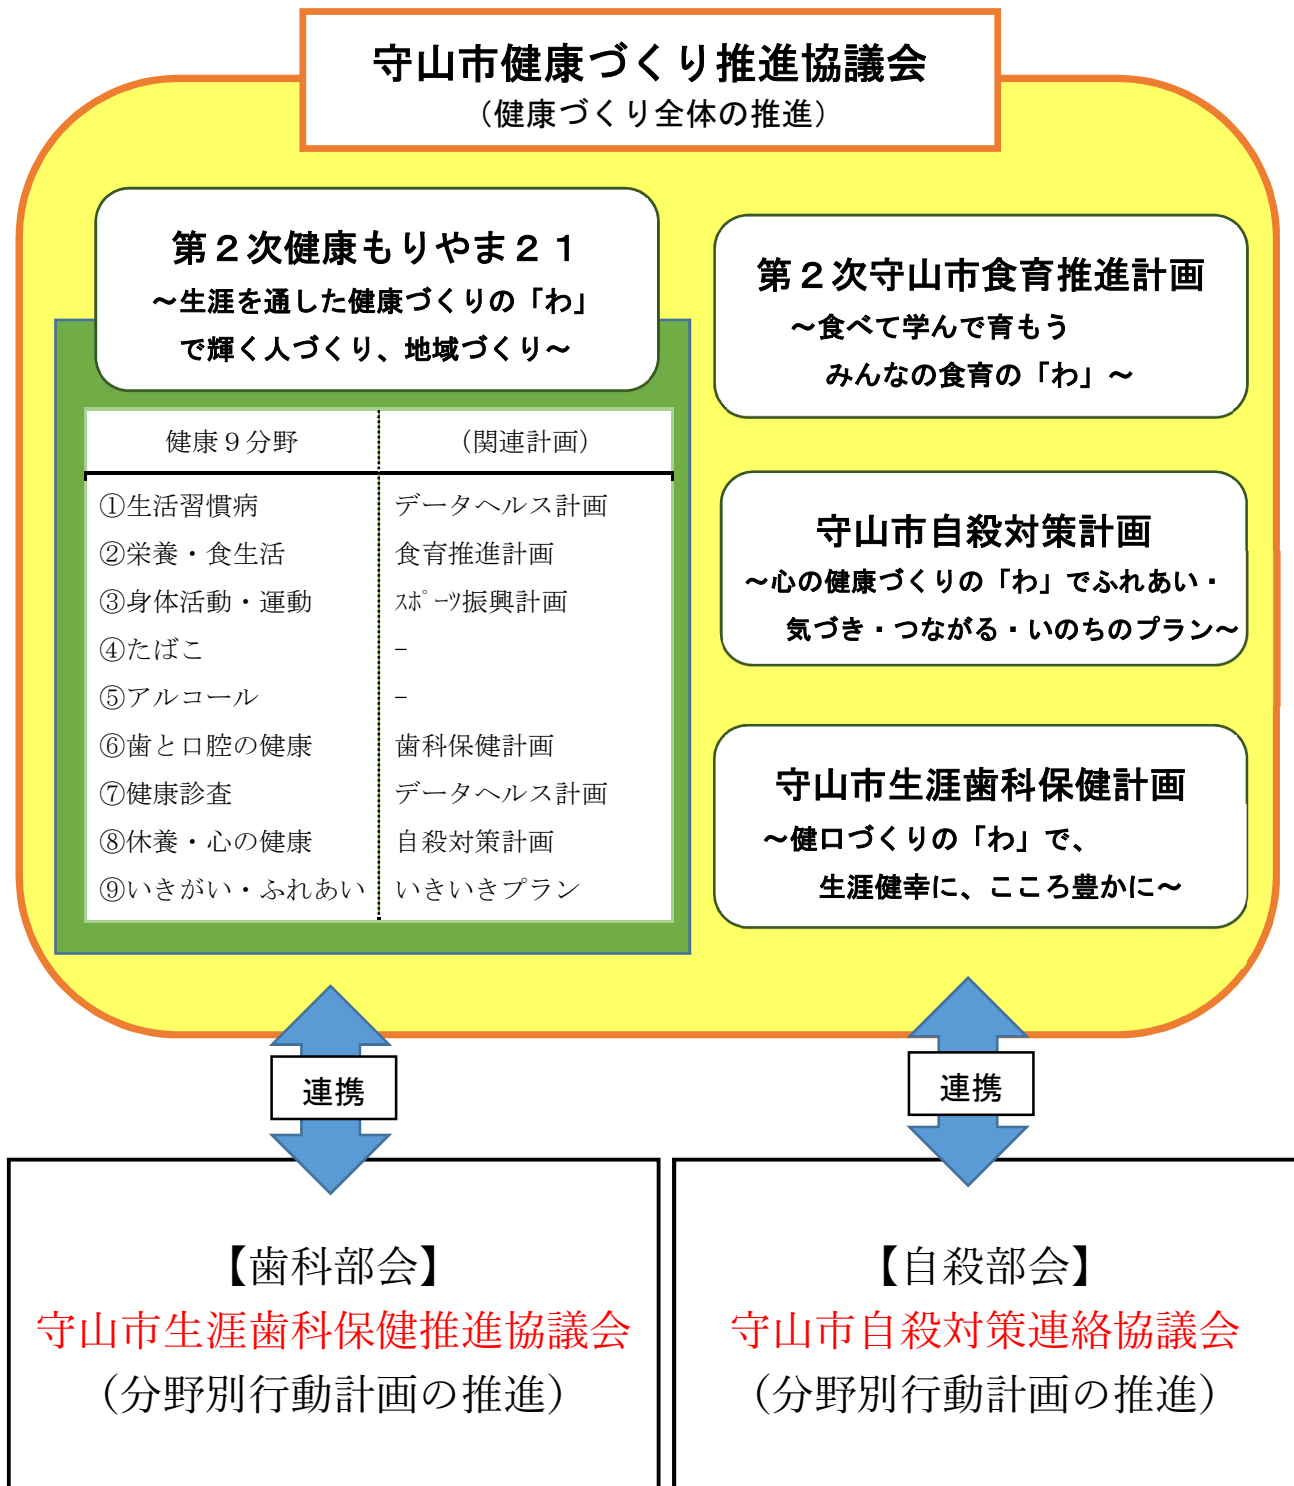 守山市健康づくり推進協議会
（健康づくり全体の推進）
第２次健康もりやま２１
～生涯を通した健康づくりの「わ」
で輝く人づくり、地域づくり～
健康９分野　（関連計画）
①生活習慣病　データヘルス計画
②栄養・食生活　食育推進計画
③身体活動・運動　ｽﾎﾟｰﾂ振興計画
④たばこ　－
⑤アルコール　－
⑥歯と口腔の健康　歯科保健計画
⑦健康診査　データヘルス計画
⑧休養・心の健康　自殺対策計画
⑨いきがい・ふれあい　いきいきプラン
第２次守山市食育推進計画
～食べて学んで育もう
みんなの食育の「わ」～
守山市自殺対策計画
～心の健康づくりの「わ」でふれあい・
気づき・つながる・いのちのプラン～
守山市生涯歯科保健計画
～健口づくりの「わ」で、
生涯健幸に、こころ豊かに～
連携
連携
【歯科部会】
守山市生涯歯科保健推進協議会
（分野別行動計画の推進）
【自殺部会】
守山市自殺対策連絡協議会
（分野別行動計画の推進）